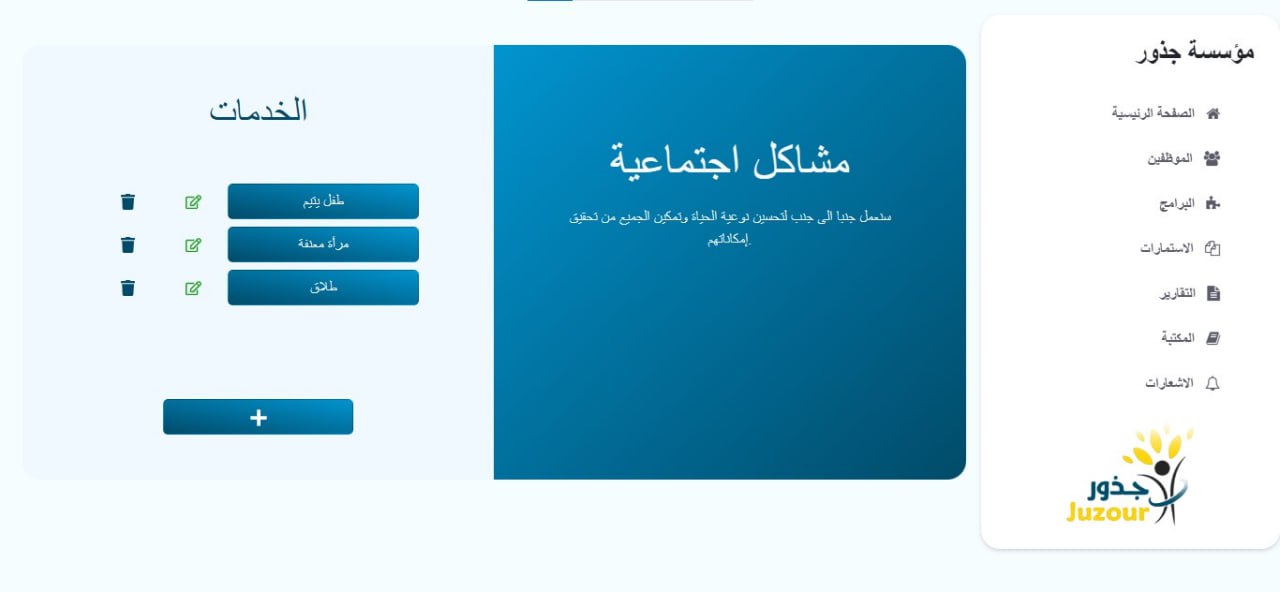 مؤسسة جذور
الصفحة الرئيسية
الموظفين
البرامج
الاستمارات
التقارير
المكتبة
الاشعارات
جذور
Juzour
مشاكل اجتماعية
سنعمل جنبا الى جنب لتحسين نوعية الحياة وتمكين الجميع من تحقيق
إمكاناتهم.
الخدمات
طفل يتيم
مرأة معنفة
طلاق
+